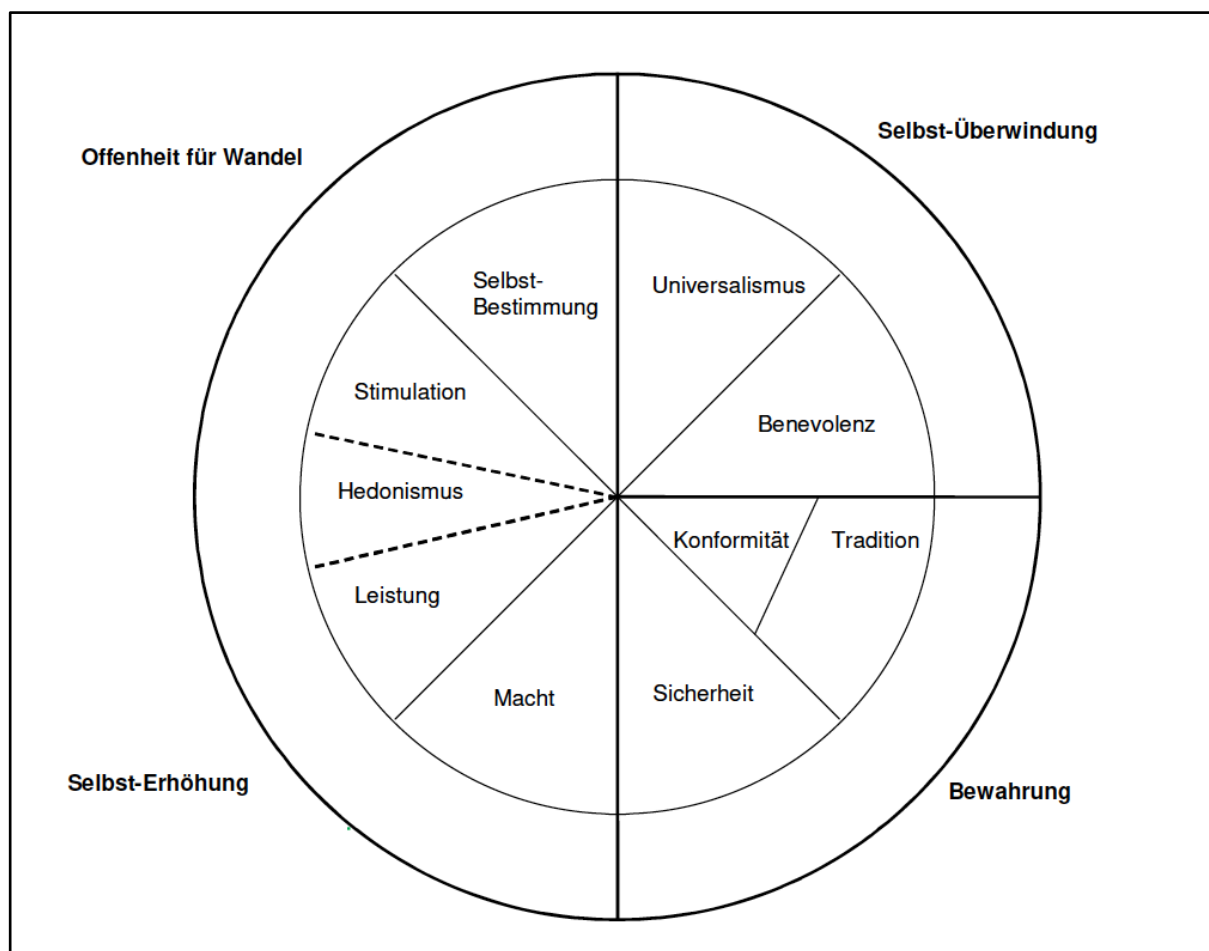 Selbst-Überwindung
Offenheit für Wandel
Selbst-
Bestimmung
Universalismus
Stimulation
Benevolenz
Hedonismus
Konformität
Tradition
Leistung
Macht
Sicherheit
Selbst-Erhöhung
Bewahrung